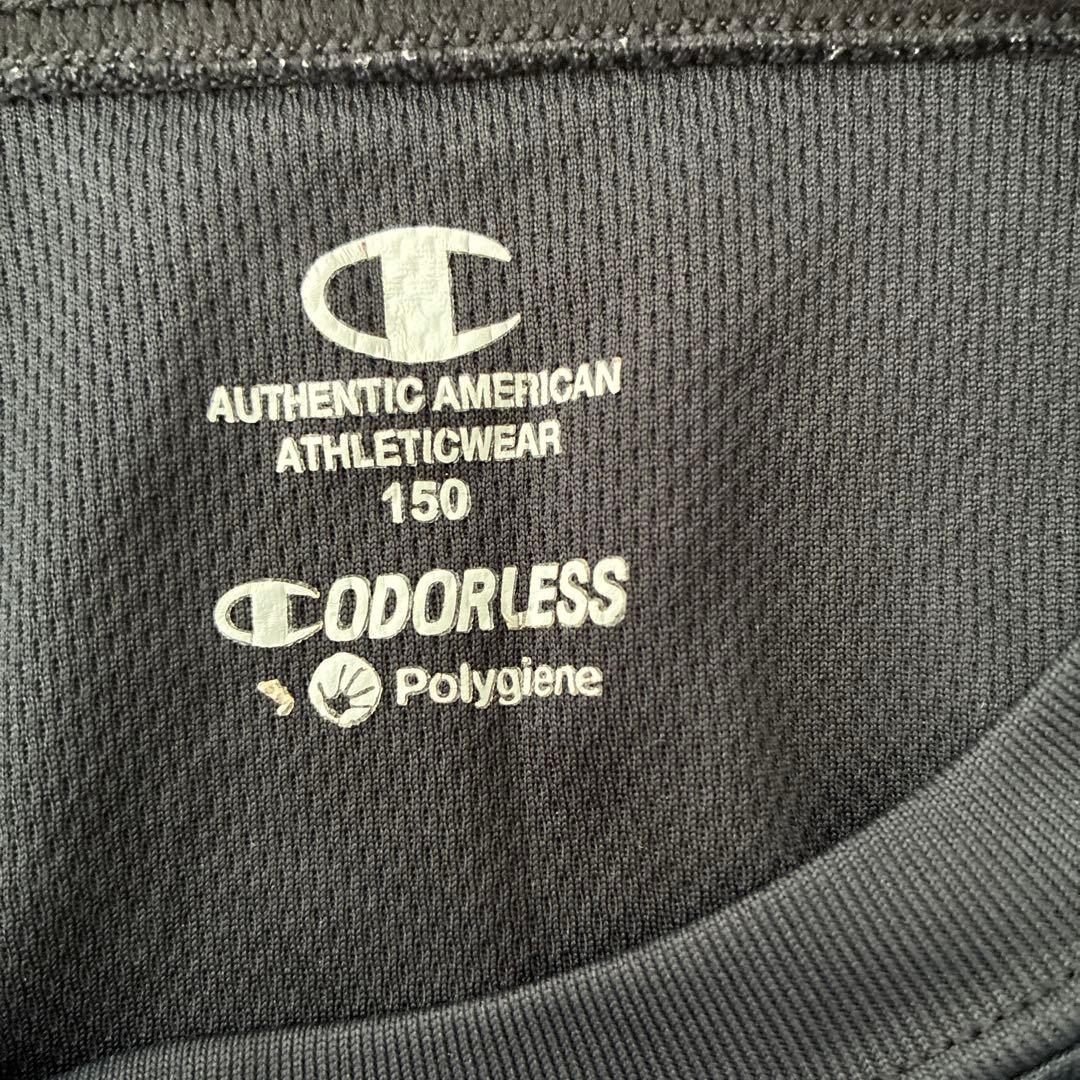 AUTHENTIC AMERICAN
ATHLETICWEAR
150
ODORLESS
Polygiene